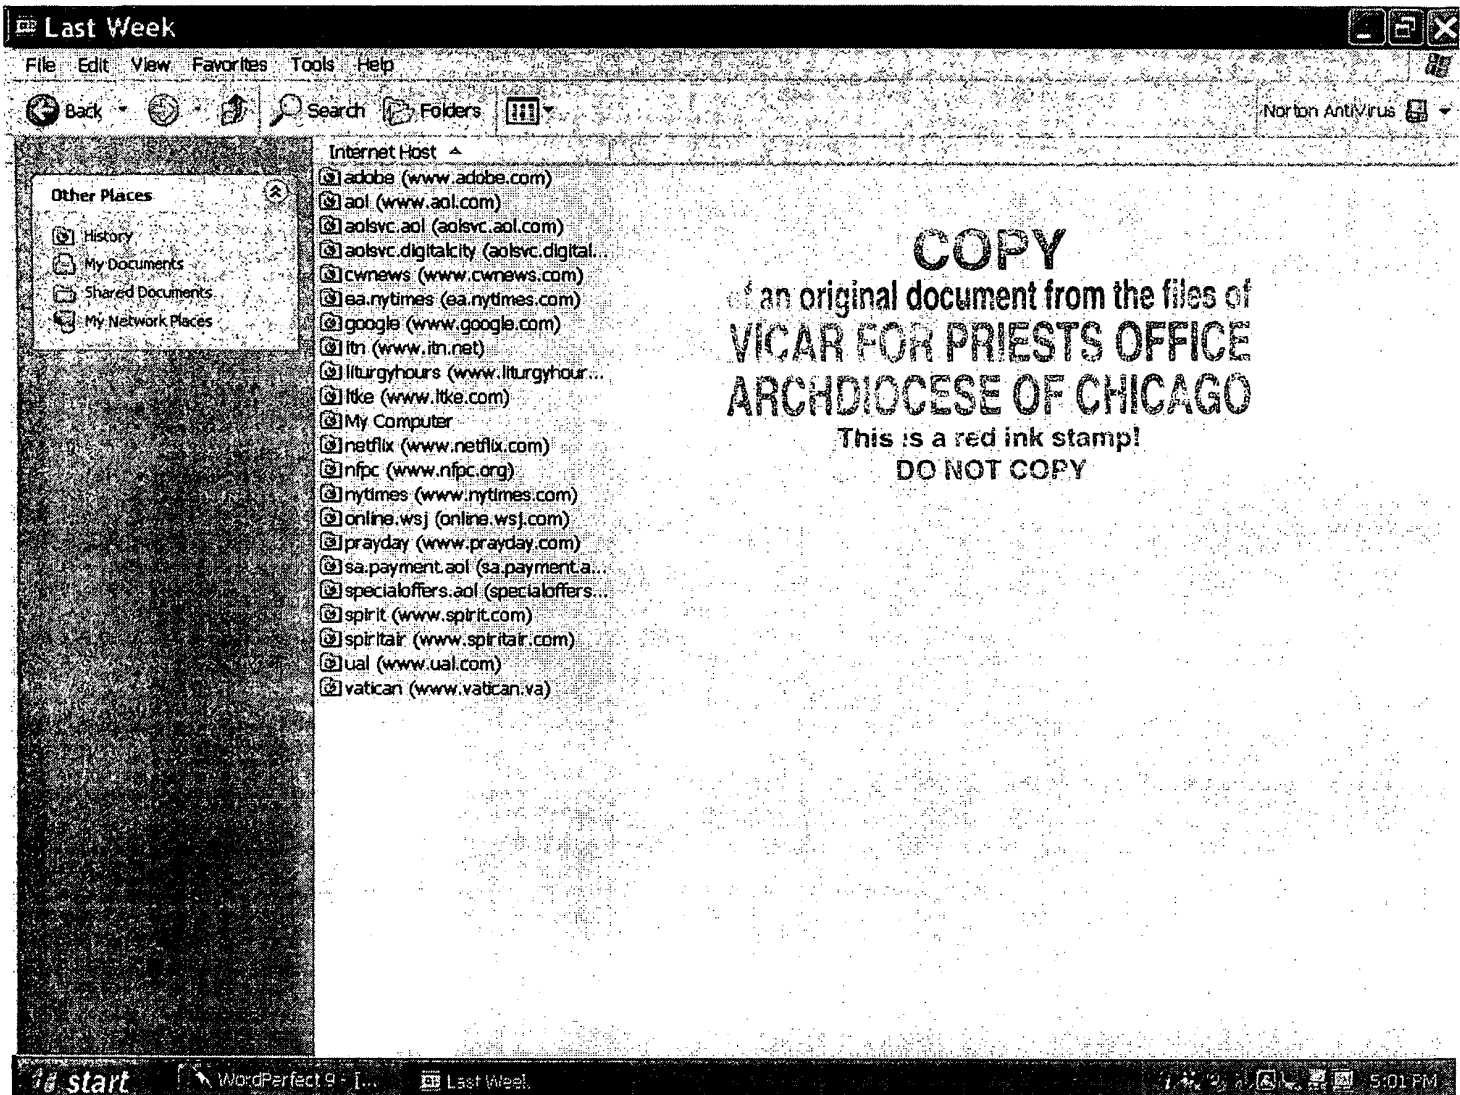 Last Week
File Edit View Favorites Tools Help
Back Search Folders Norton AntiVirus
Internet Host
Other Places
History
My Documents
Shared Documents
My Network Places
adobe (www.adobe.com)
aol (www.aol.com)
aolsvc.aol (aolsvc.aol.com)
aolsvc.digitalcity (aolsvc.digital...
cwnews (www.cwnews.com)
ea.nytimes (ea.nytimes.com)
google (www.google.com)
itn (www.itn.net)
liturgyhours (www.liturgyhour...
ltke (www.ltke.com)
My Computer
netflix (www.netflix.com)
nfpc (www.nfpc.org)
nytimes (www.nytimes.com)
online.wsj (online.wsj.com)
prayday (www.prayday.com)
sa.payment.aol (sa.payment.a...
specialoffers.aol (specialoffers...
spirit (www.spirit.com)
spiritair (www.spiritair.com)
ual (www.ual.com)
vatican (www.vatican.va)
COPY
of an original document from the files of
VICAR FOR PRIESTS OFFICE
ARCHDIOCESE OF CHICAGO
This is a red ink stamp!
DO NOT COPY
start WordPerfect 9 - [... Last Week 5:01 PM